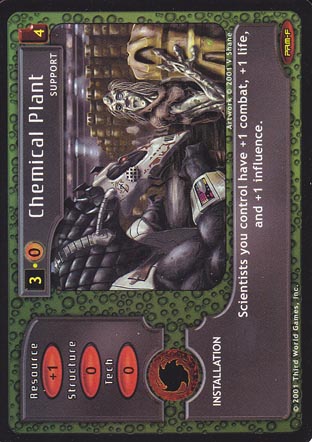 3 • 0
Chemical Plant
SUPPORT
4
Resource
+1
Structure
0
Tech
0
Artwork © 2001 V Shane
INSTALLATION
Scientists you control have +1 combat, +1 life,
and +1 influence.
© 2001 Third World Games, Inc.
PRM-F